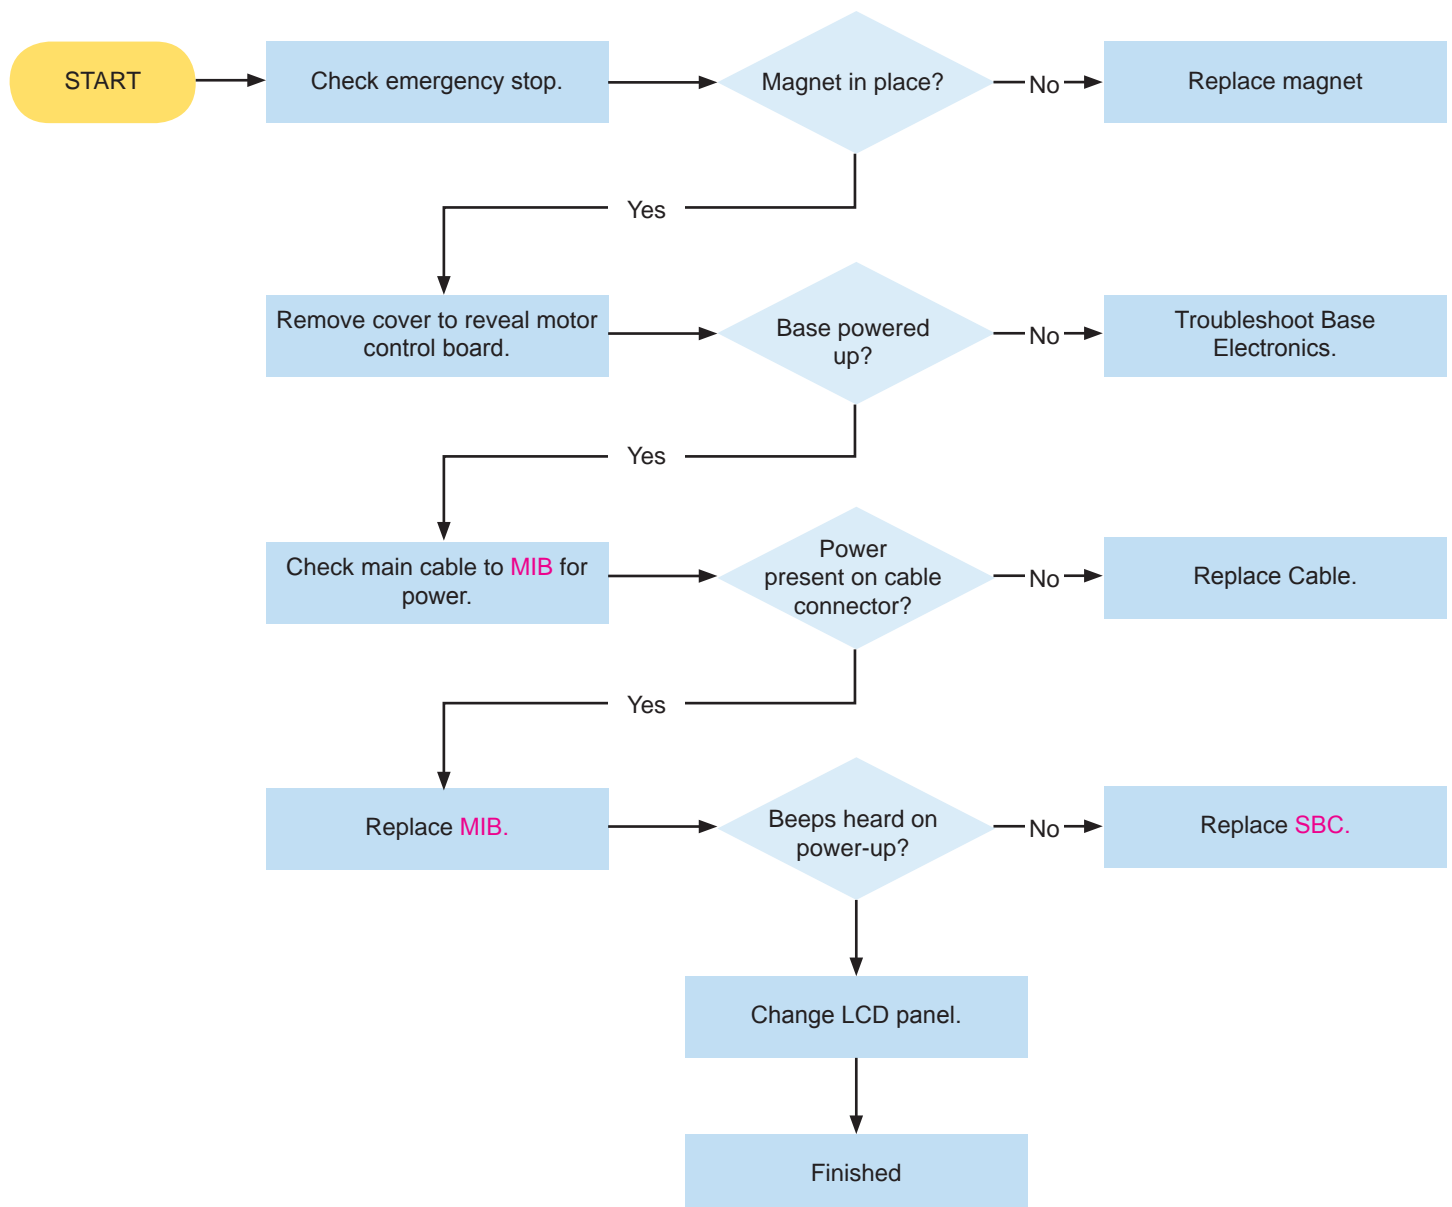 START
Check emergency stop.
Magnet in place?
No
Replace magnet
Yes
Remove cover to reveal motor
control board.
Base powered
up?
No
Troubleshoot Base
Electronics.
Yes
Check main cable to MIB for
power.
Power
present on cable
connector?
No
Replace Cable.
Yes
Replace MIB.
Beeps heard on
power-up?
No
Replace SBC.
Change LCD panel.
Finished